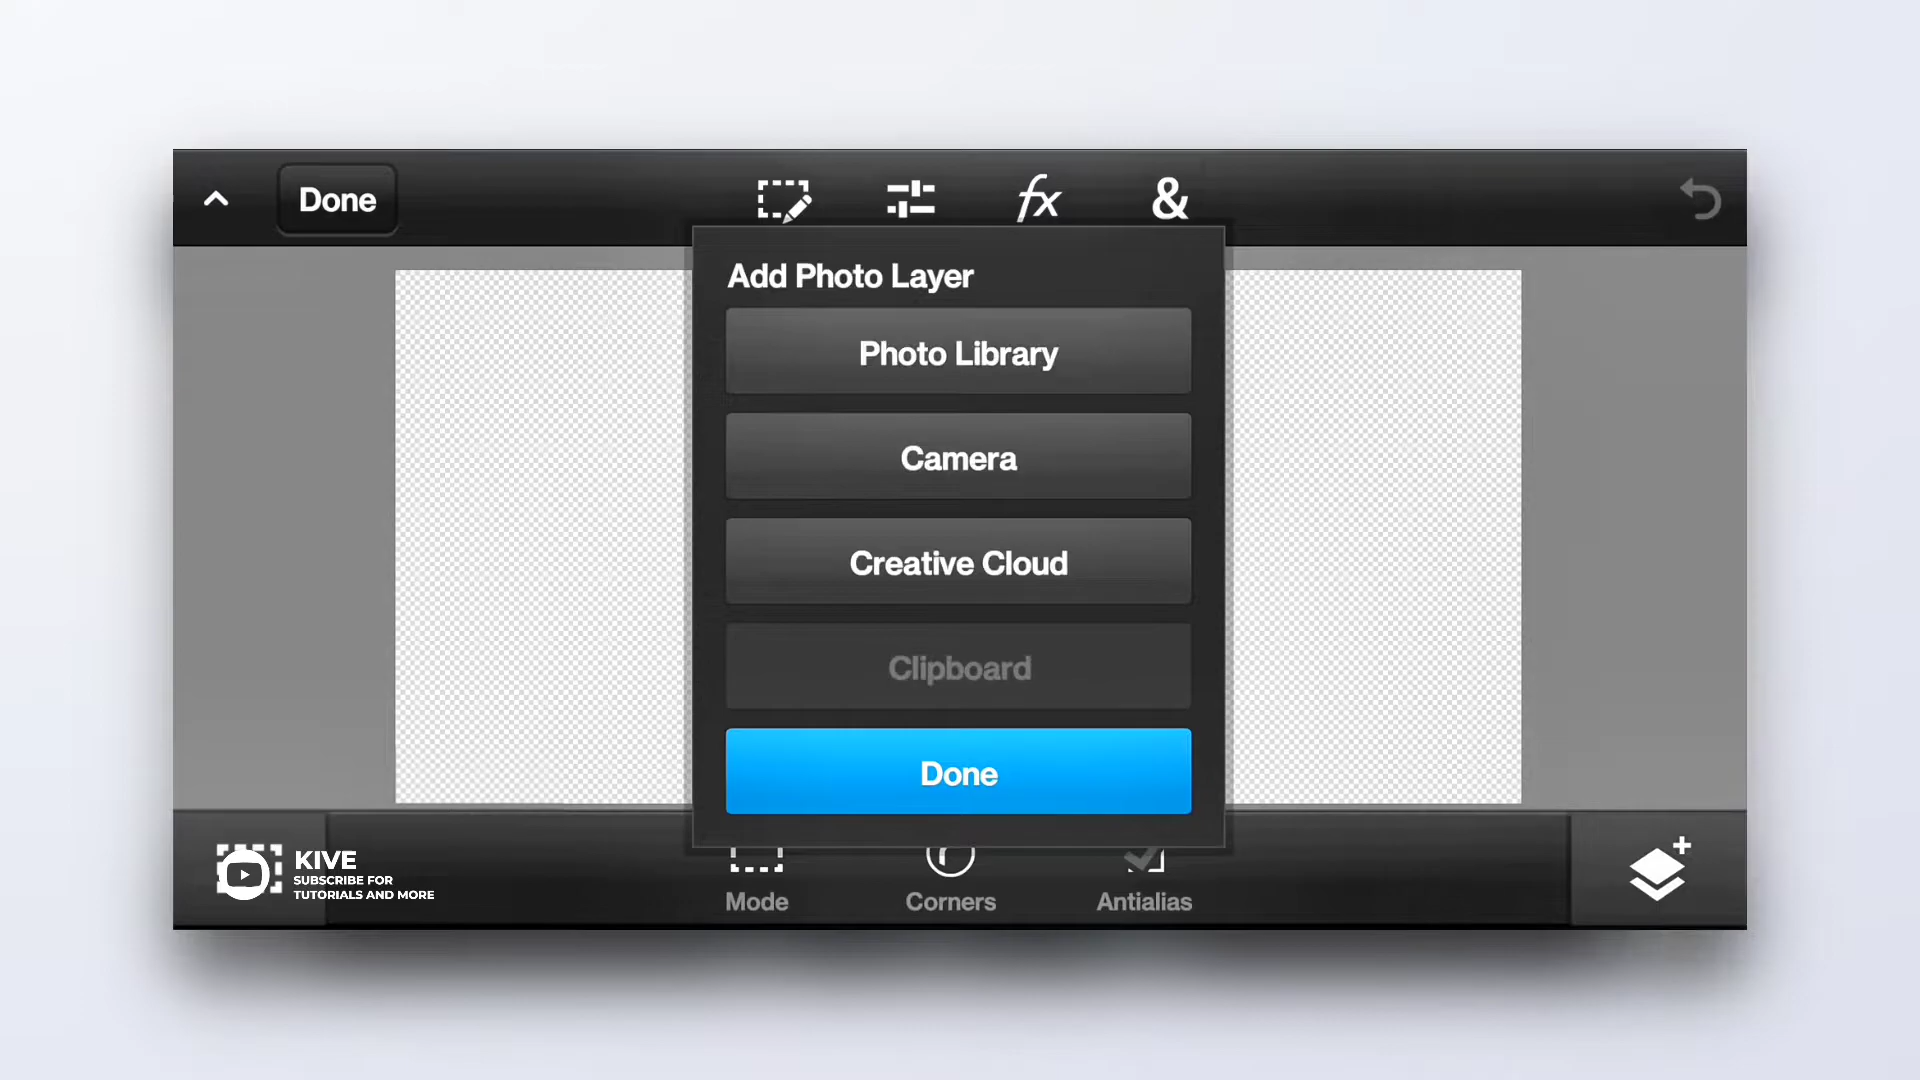 Done
fx
&
Add Photo Layer
Photo Library
Camera
Creative Cloud
Clipboard
Done
Mode
Corners
Antialias
KIVE
SUBSCRIBE FOR
TUTORIALS AND MORE